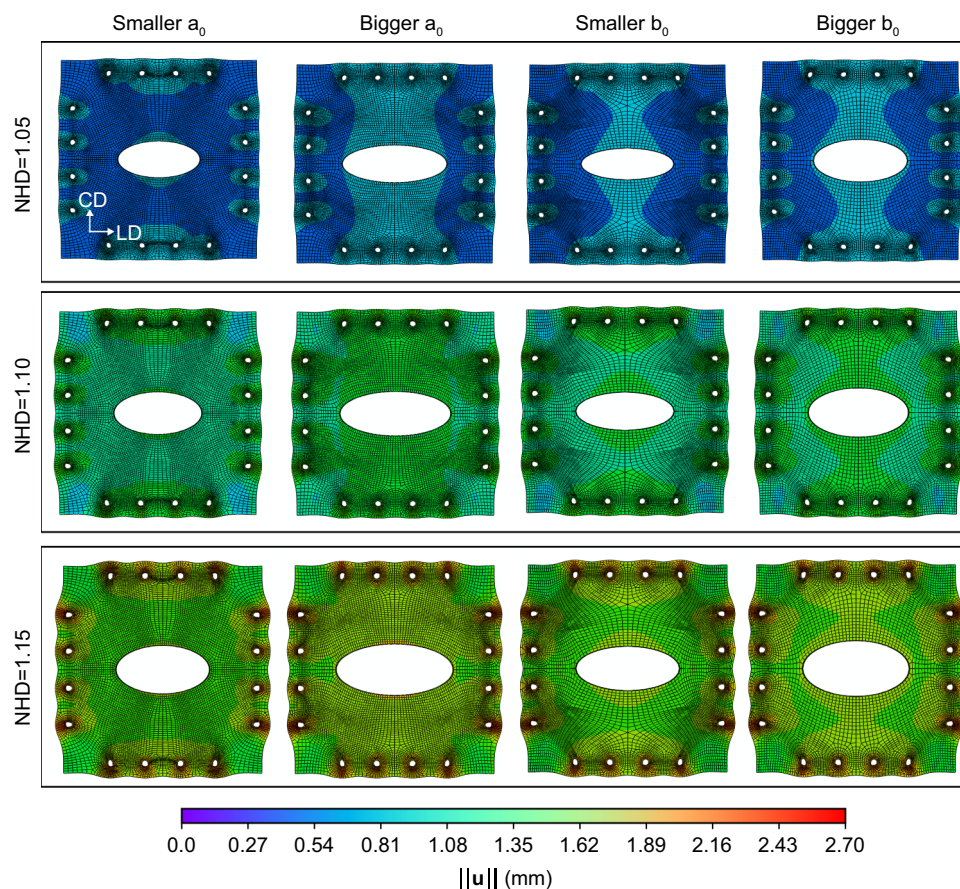 Smaller a₀ Bigger a₀ Smaller b₀ Bigger b₀
NHD=1.05
CD
LD
NHD=1.10
NHD=1.15
0.0 0.27 0.54 0.81 1.08 1.35 1.62 1.89 2.16 2.43 2.70
||u|| (mm)